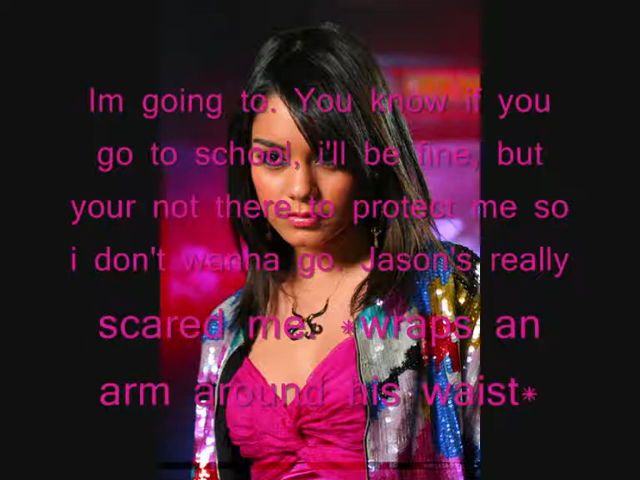 Im going to. You know if you
go to school, i'll be fine, but
your not there to protect me so
i don't wanna go. Jason's really
scared me. *wraps an
arm around his waist*